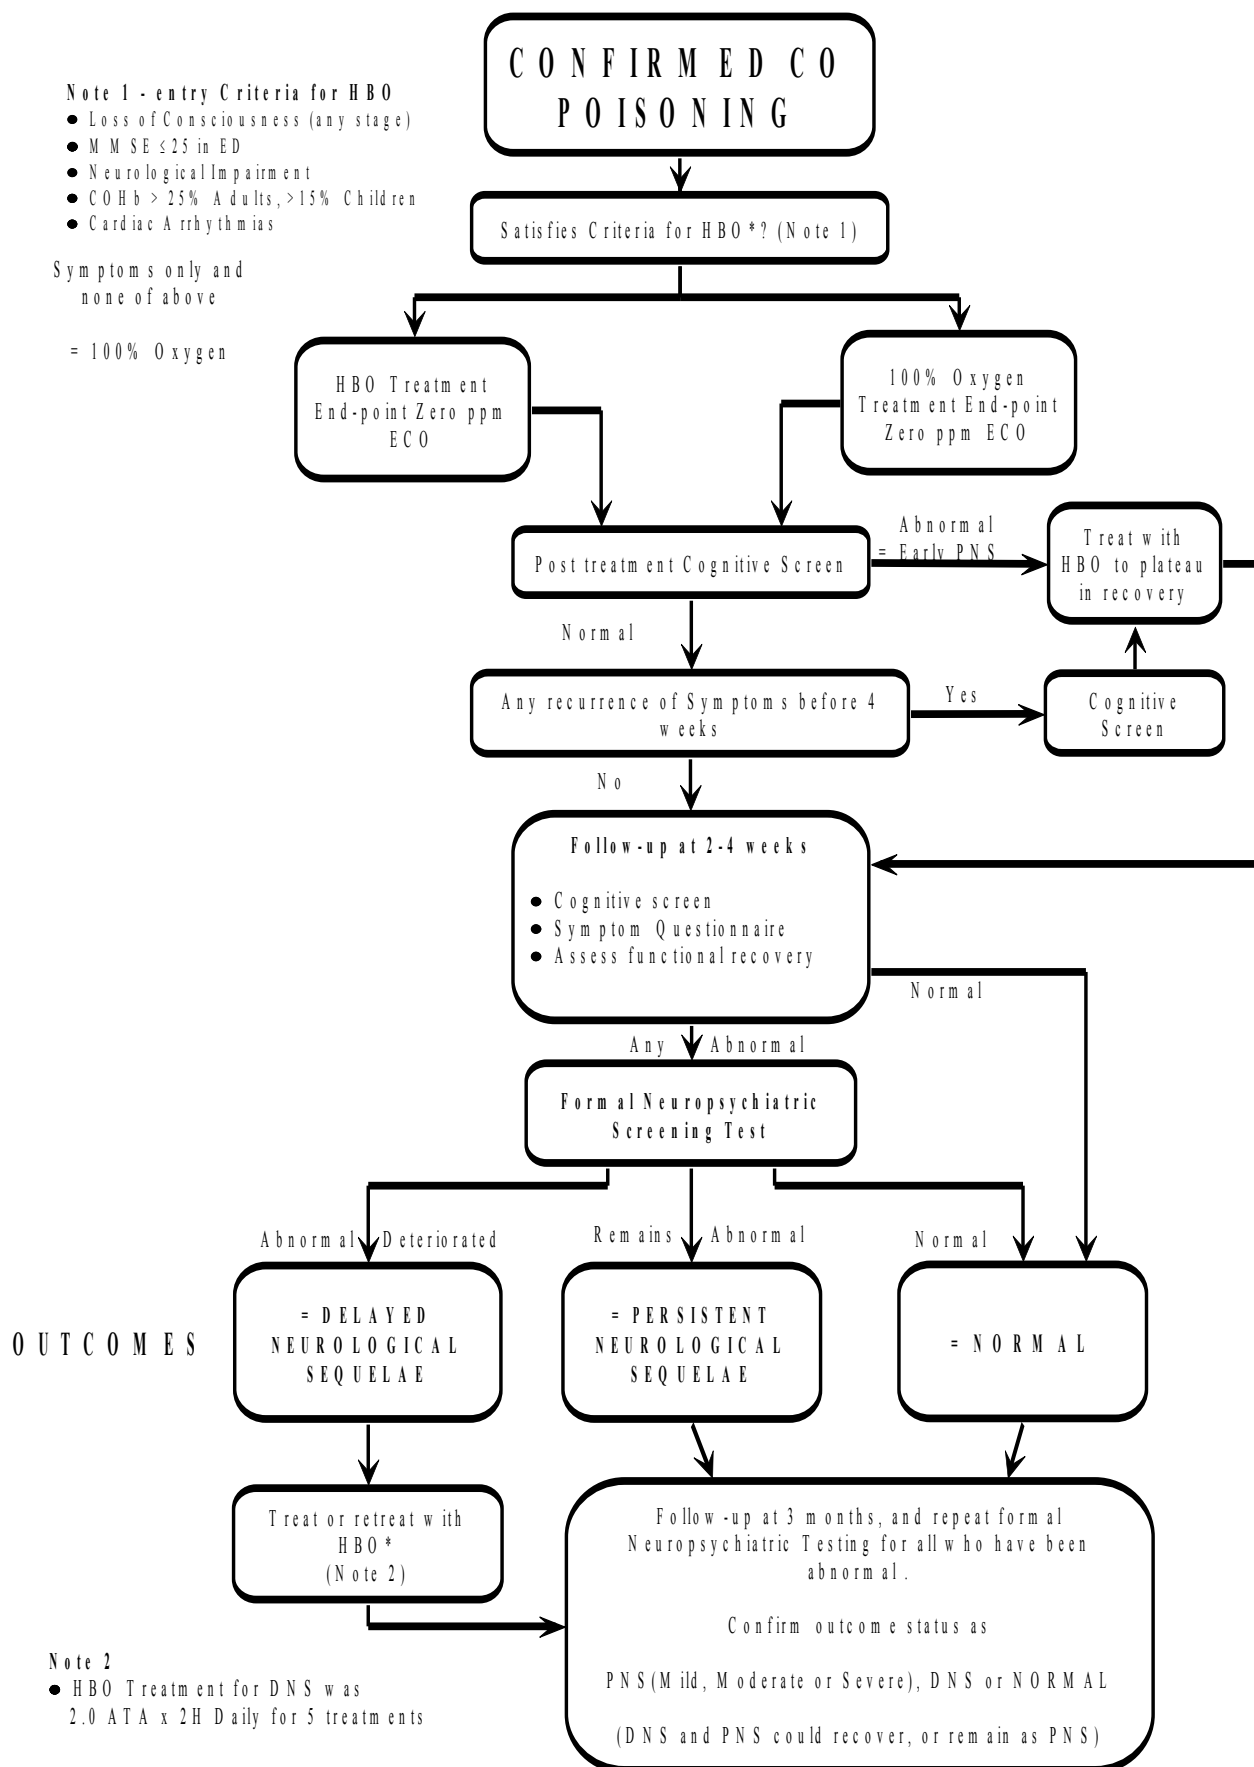 CONFIRMED CO
POISONING
Note 1 - entry Criteria for HBO
● Loss of Consciousness (any stage)
● MMSE ≤25 in ED
● Neurological Impairment
● COHb > 25% Adults, >15% Children
● Cardiac Arrhythmias
Symptoms only and
none of above
= 100% Oxygen
Satisfies Criteria for HBO*? (Note 1)
HBO Treatment
End-point Zero ppm
ECO
100% Oxygen
Treatment End-point
Zero ppm ECO
Post treatment Cognitive Screen
Abnormal
= Early PNS
Treat with
HBO to plateau
in recovery
Normal
Any recurrence of Symptoms before 4
weeks
Yes
Cognitive
Screen
No
Follow-up at 2-4 weeks
● Cognitive screen
● Symptom Questionnaire
● Assess functional recovery
Normal
Any Abnormal
Formal Neuropsychiatric
Screening Test
Abnormal Deteriorated
Remains Abnormal
Normal
OUTCOMES
= DELAYED
NEUROLOGICAL
SEQUELAE
= PERSISTENT
NEUROLOGICAL
SEQUELAE
= NORMAL
Treat or retreat with
HBO*
(Note 2)
Follow-up at 3 months, and repeat formal
Neuropsychiatric Testing for all who have been
abnormal.
Confirm outcome status as
PNS(Mild, Moderate or Severe), DNS or NORMAL
(DNS and PNS could recover, or remain as PNS)
Note 2
● HBO Treatment for DNS was
2.0 ATA x 2H Daily for 5 treatments